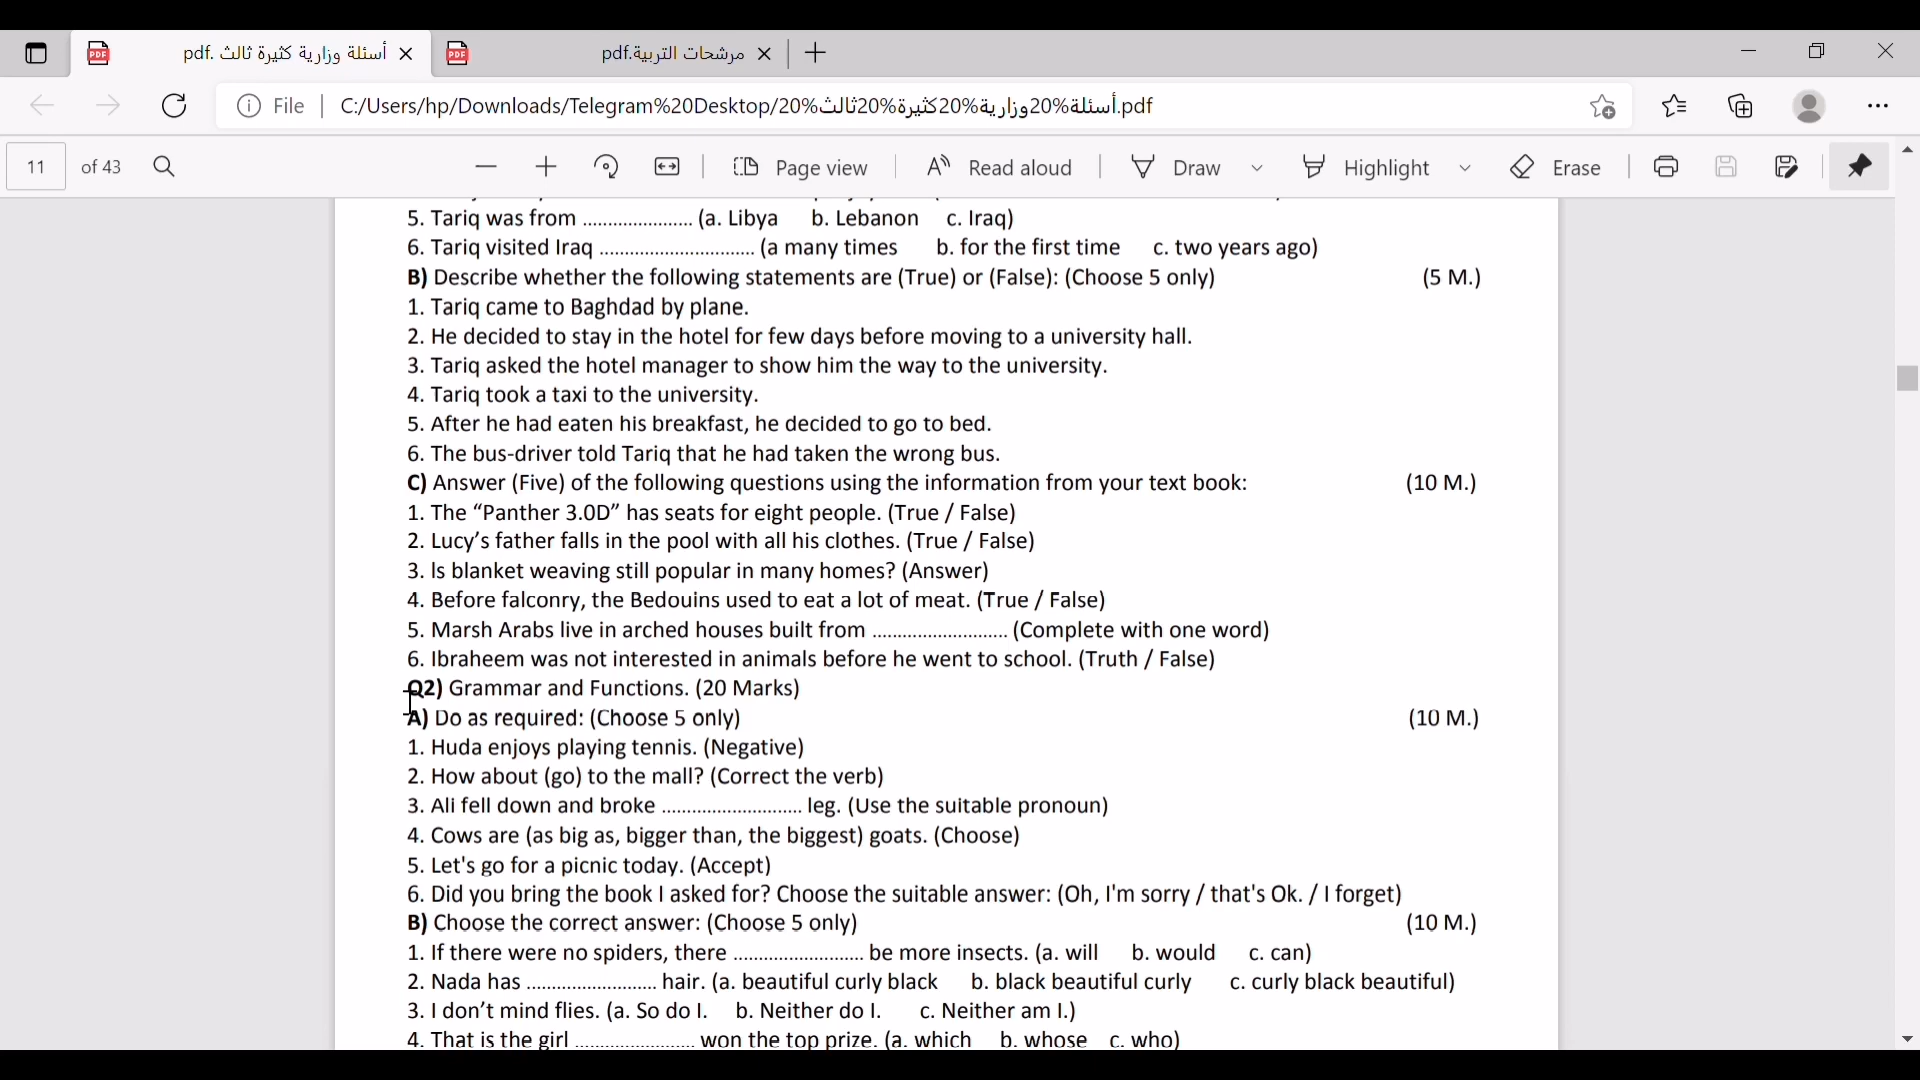 أسئلة وزارية كثيرة ثالث .pdf
مرشحات التربية.pdf
File C:/Users/hp/Downloads/Telegram%20Desktop/أسئلة%20وزارية%20كثيرة%20ثالث%20.pdf
11 of 43 Page view Read aloud Draw Highlight Erase
5. Tariq was from ...................... (a. Libya b. Lebanon c. Iraq)
6. Tariq visited Iraq ............................... (a many times b. for the first time c. two years ago)
B) Describe whether the following statements are (True) or (False): (Choose 5 only) (5 M.)
1. Tariq came to Baghdad by plane.
2. He decided to stay in the hotel for few days before moving to a university hall.
3. Tariq asked the hotel manager to show him the way to the university.
4. Tariq took a taxi to the university.
5. After he had eaten his breakfast, he decided to go to bed.
6. The bus-driver told Tariq that he had taken the wrong bus.
C) Answer (Five) of the following questions using the information from your text book: (10 M.)
1. The “Panther 3.0D” has seats for eight people. (True / False)
2. Lucy’s father falls in the pool with all his clothes. (True / False)
3. Is blanket weaving still popular in many homes? (Answer)
4. Before falconry, the Bedouins used to eat a lot of meat. (True / False)
5. Marsh Arabs live in arched houses built from ........................... (Complete with one word)
6. Ibraheem was not interested in animals before he went to school. (Truth / False)
Q2) Grammar and Functions. (20 Marks)
A) Do as required: (Choose 5 only) (10 M.)
1. Huda enjoys playing tennis. (Negative)
2. How about (go) to the mall? (Correct the verb)
3. Ali fell down and broke ............................ leg. (Use the suitable pronoun)
4. Cows are (as big as, bigger than, the biggest) goats. (Choose)
5. Let's go for a picnic today. (Accept)
6. Did you bring the book I asked for? Choose the suitable answer: (Oh, I'm sorry / that's Ok. / I forget)
B) Choose the correct answer: (Choose 5 only) (10 M.)
1. If there were no spiders, there .......................... be more insects. (a. will b. would c. can)
2. Nada has .......................... hair. (a. beautiful curly black b. black beautiful curly c. curly black beautiful)
3. I don’t mind flies. (a. So do I. b. Neither do I. c. Neither am I.)
4. That is the girl ........................ won the top prize. (a. which b. whose c. who)